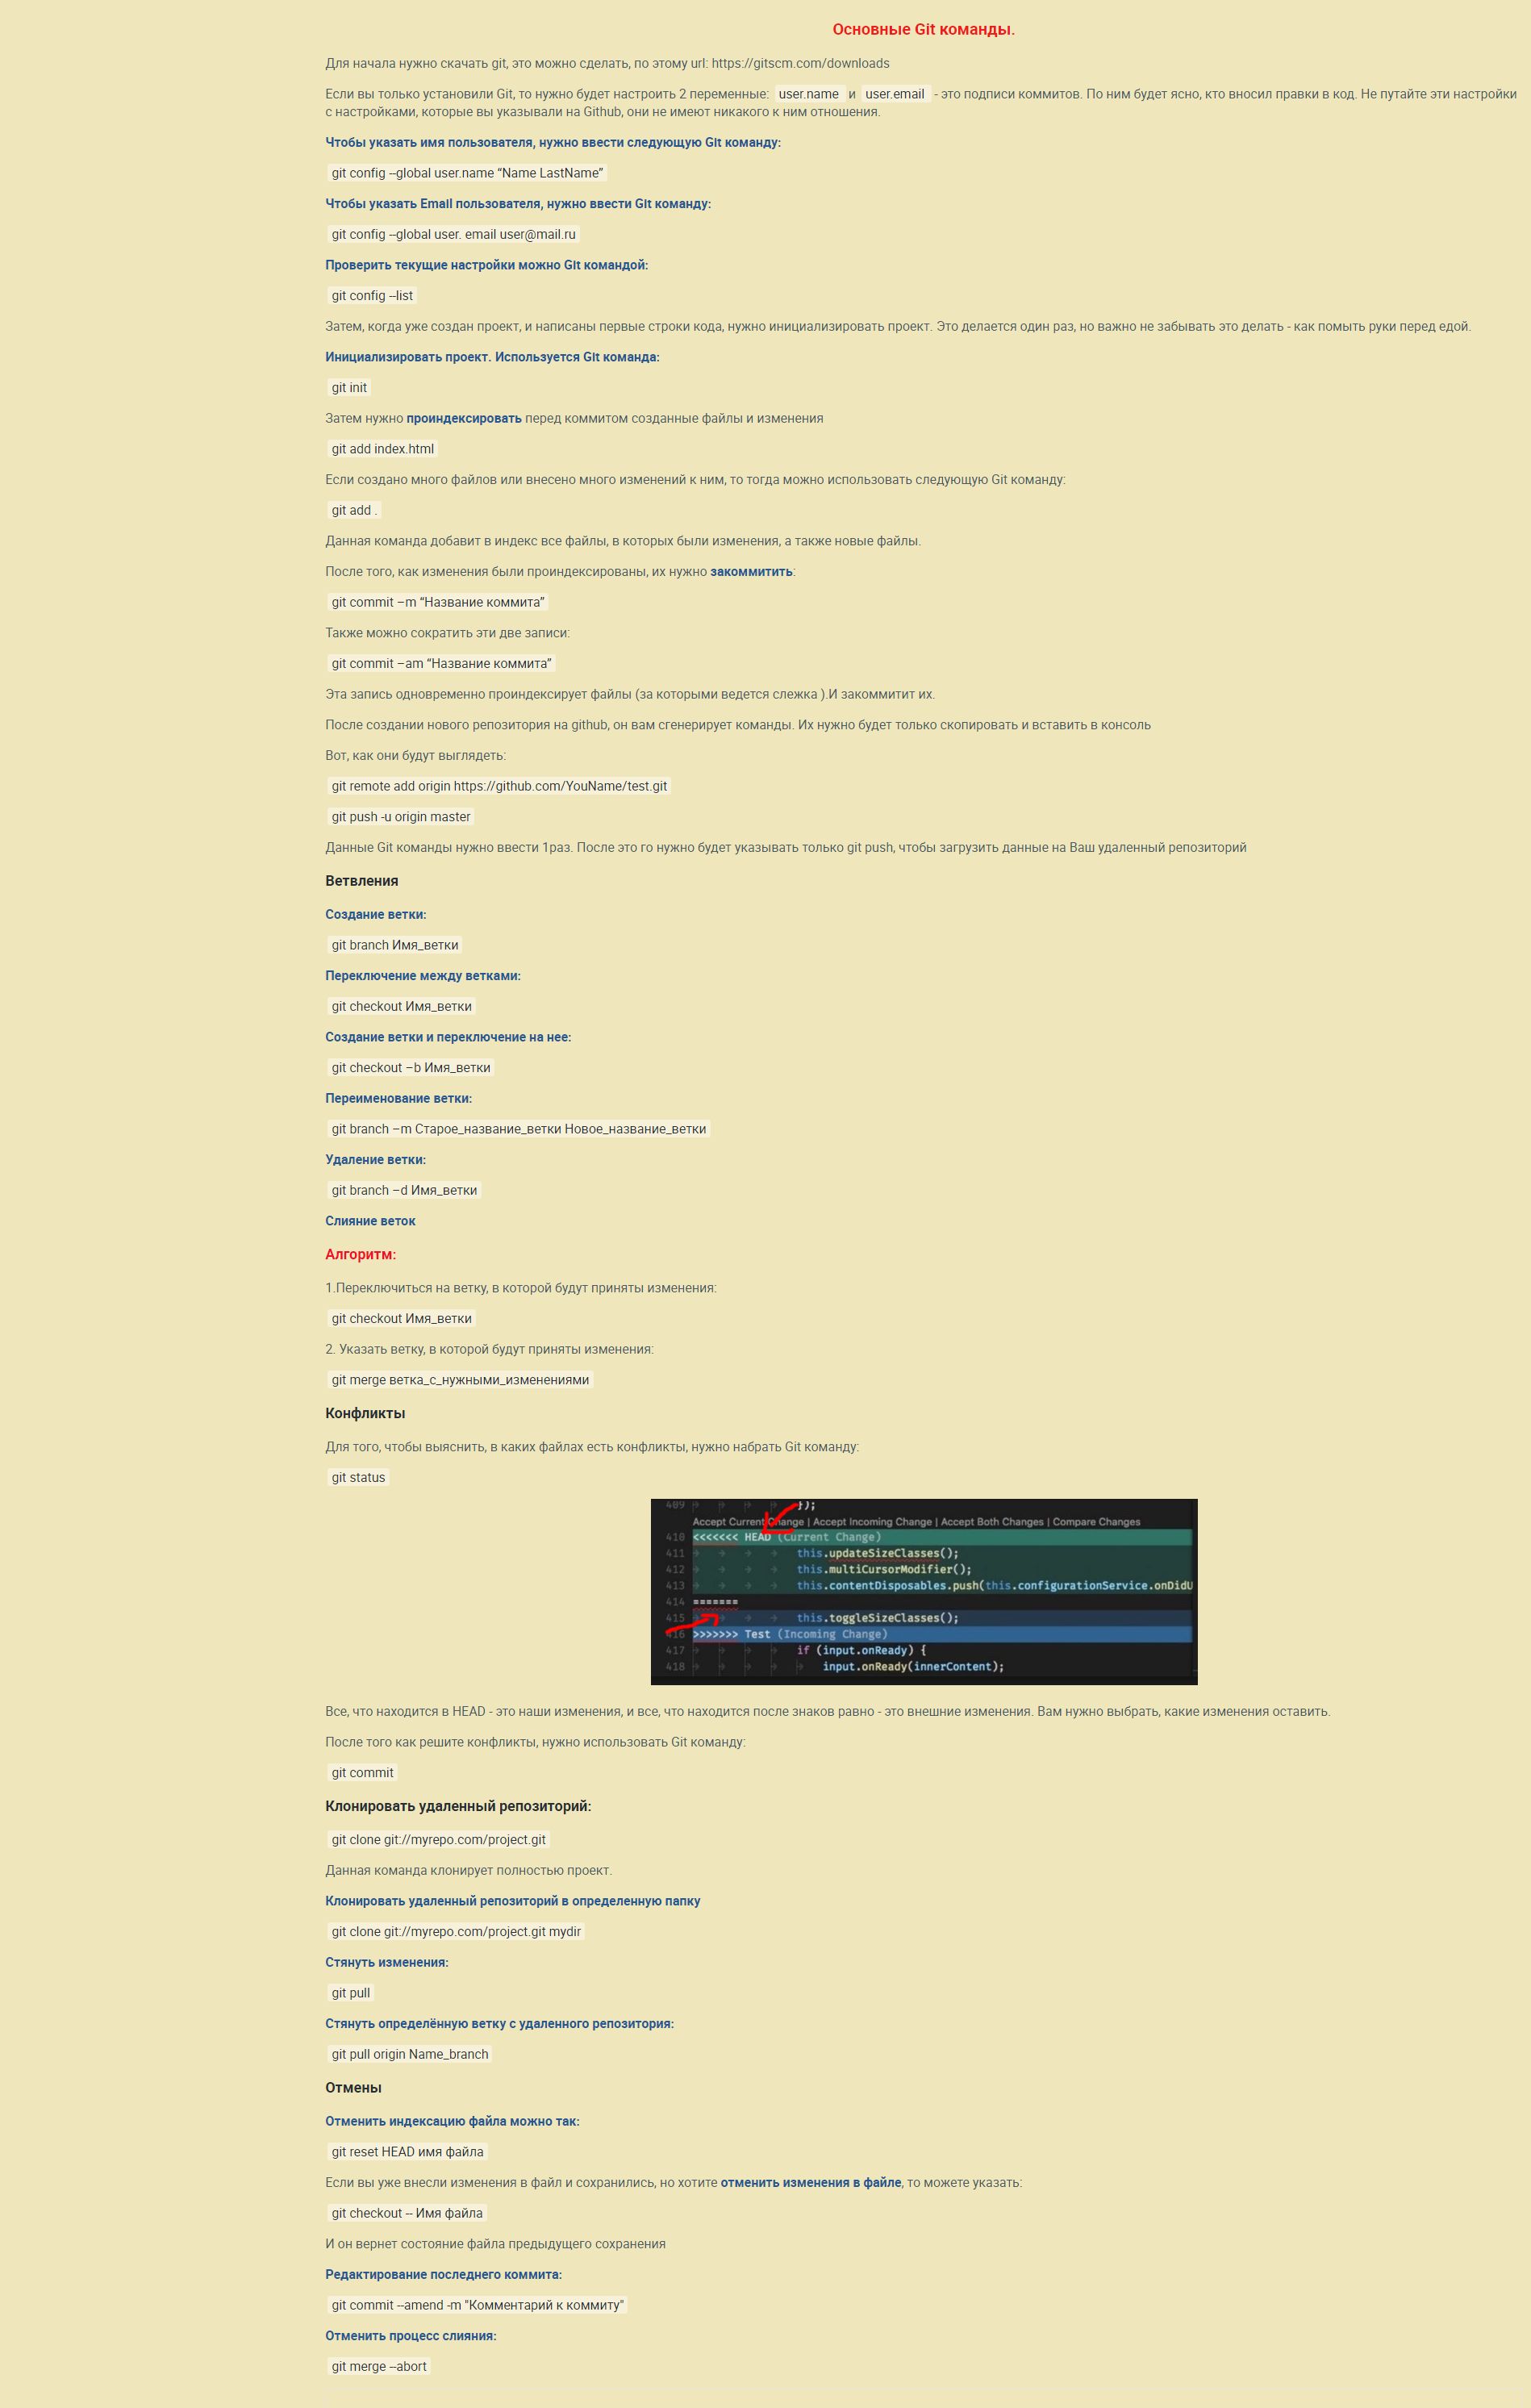 Основные Git команды.
Для начала нужно скачать git, это можно сделать, по этому url: https://gitscm.com/downloads
Если вы только установили Git, то нужно будет настроить 2 переменные: user.name и user.email - это подписи коммитов. По ним будет ясно, кто вносил правки в код. Не путайте эти настройки
с настройками, которые вы указывали на Github, они не имеют никакого к ним отношения.
Чтобы указать имя пользователя, нужно ввести следующую Git команду:
git config --global user.name “Name LastName”
Чтобы указать Email пользователя, нужно ввести Git команду:
git config --global user. email user@mail.ru
Проверить текущие настройки можно Git командой:
git config --list
Затем, когда уже создан проект, и написаны первые строки кода, нужно инициализировать проект. Это делается один раз, но важно не забывать это делать - как помыть руки перед едой.
Инициализировать проект. Используется Git команда:
git init
Затем нужно проиндексировать перед коммитом созданные файлы и изменения
git add index.html
Если создано много файлов или внесено много изменений к ним, то тогда можно использовать следующую Git команду:
git add .
Данная команда добавит в индекс все файлы, в которых были изменения, а также новые файлы.
После того, как изменения были проиндексированы, их нужно закоммитить:
git commit –m “Название коммита”
Также можно сократить эти две записи:
git commit –am “Название коммита”
Эта запись одновременно проиндексирует файлы (за которыми ведется слежка ).И закоммитит их.
После создании нового репозитория на github, он вам сгенерирует команды. Их нужно будет только скопировать и вставить в консоль
Вот, как они будут выглядеть:
git remote add origin https://github.com/YouName/test.git
git push -u origin master
Данные Git команды нужно ввести 1раз. После это го нужно будет указывать только git push, чтобы загрузить данные на Ваш удаленный репозиторий
Ветвления
Создание ветки:
git branch Имя_ветки
Переключение между ветками:
git checkout Имя_ветки
Создание ветки и переключение на нее:
git checkout –b Имя_ветки
Переименование ветки:
git branch –m Старое_название_ветки Новое_название_ветки
Удаление ветки:
git branch –d Имя_ветки
Слияние веток
Алгоритм:
1.Переключиться на ветку, в которой будут приняты изменения:
git checkout Имя_ветки
2. Указать ветку, в которой будут приняты изменения:
git merge ветка_с_нужными_изменениями
Конфликты
Для того, чтобы выяснить, в каких файлах есть конфликты, нужно набрать Git команду:
git status
409 });
Accept Current Change | Accept Incoming Change | Accept Both Changes | Compare Changes
410 <<<<<<< HEAD (Current Change)
411 this.updateSizeClasses();
412 this.multiCursorModifier();
413 this.contentDisposables.push(this.configurationService.onDidU
414 =======
415 this.toggleSizeClasses();
416 >>>>>>> Test (Incoming Change)
417 if (input.onReady) {
418 input.onReady(innerContent);
Все, что находится в HEAD - это наши изменения, и все, что находится после знаков равно - это внешние изменения. Вам нужно выбрать, какие изменения оставить.
После того как решите конфликты, нужно использовать Git команду:
git commit
Клонировать удаленный репозиторий:
git clone git://myrepo.com/project.git
Данная команда клонирует полностью проект.
Клонировать удаленный репозиторий в определенную папку
git clone git://myrepo.com/project.git mydir
Стянуть изменения:
git pull
Стянуть определённую ветку с удаленного репозитория:
git pull origin Name_branch
Отмены
Отменить индексацию файла можно так:
git reset HEAD имя файла
Если вы уже внесли изменения в файл и сохранились, но хотите отменить изменения в файле, то можете указать:
git checkout -- Имя файла
И он вернет состояние файла предыдущего сохранения
Редактирование последнего коммита:
git commit --amend -m "Комментарий к коммиту"
Отменить процесс слияния:
git merge --abort